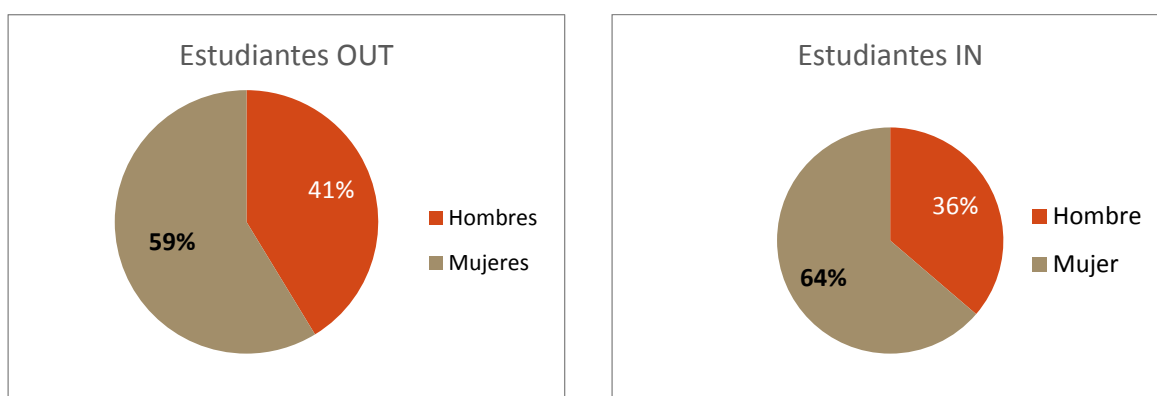 Estudiantes OUT
41%
59%
Hombres
Mujeres
Estudiantes IN
36%
64%
Hombre
Mujer